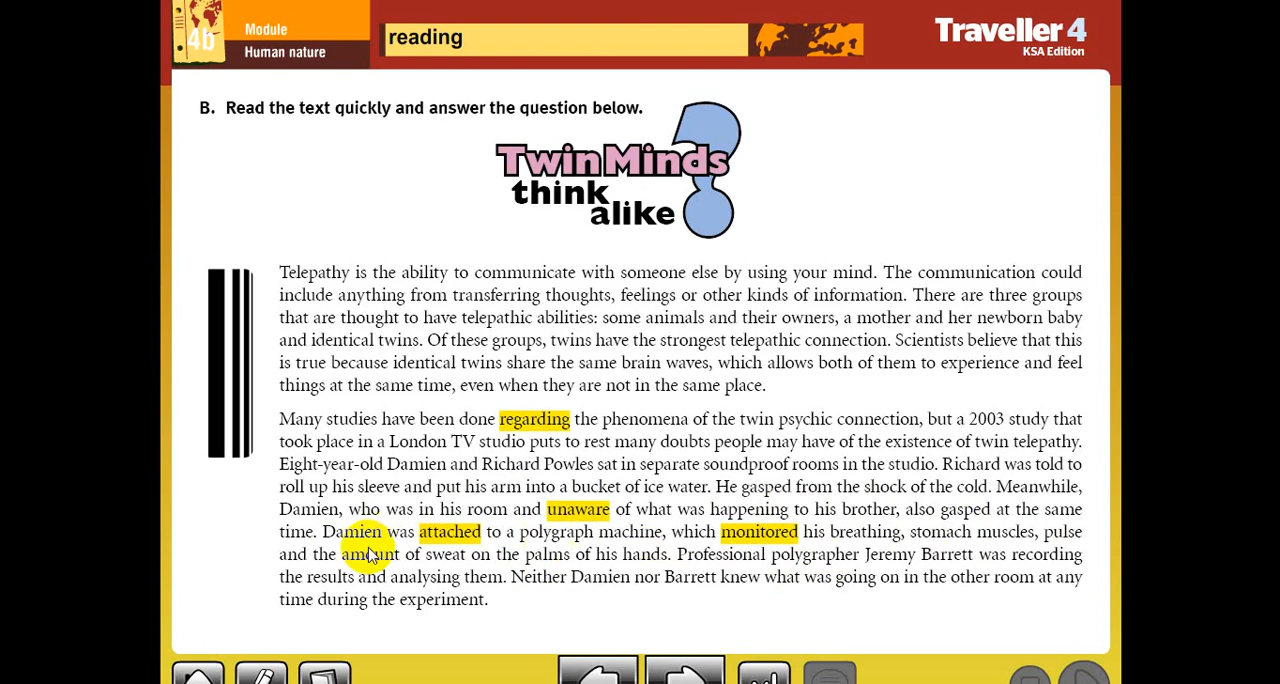 4b
Module
Human nature
reading
Traveller 4
KSA Edition
B. Read the text quickly and answer the question below.
Twin Minds
think
alike
?
Telepathy is the ability to communicate with someone else by using your mind. The communication could
include anything from transferring thoughts, feelings or other kinds of information. There are three groups
that are thought to have telepathic abilities: some animals and their owners, a mother and her newborn baby
and identical twins. Of these groups, twins have the strongest telepathic connection. Scientists believe that this
is true because identical twins share the same brain waves, which allows both of them to experience and feel
things at the same time, even when they are not in the same place.
Many studies have been done regarding the phenomena of the twin psychic connection, but a 2003 study that
took place in a London TV studio puts to rest many doubts people may have of the existence of twin telepathy.
Eight-year-old Damien and Richard Powles sat in separate soundproof rooms in the studio. Richard was told to
roll up his sleeve and put his arm into a bucket of ice water. He gasped from the shock of the cold. Meanwhile,
Damien, who was in his room and unaware of what was happening to his brother, also gasped at the same
time. Damien was attached to a polygraph machine, which monitored his breathing, stomach muscles, pulse
and the amount of sweat on the palms of his hands. Professional polygrapher Jeremy Barrett was recording
the results and analysing them. Neither Damien nor Barrett knew what was going on in the other room at any
time during the experiment.